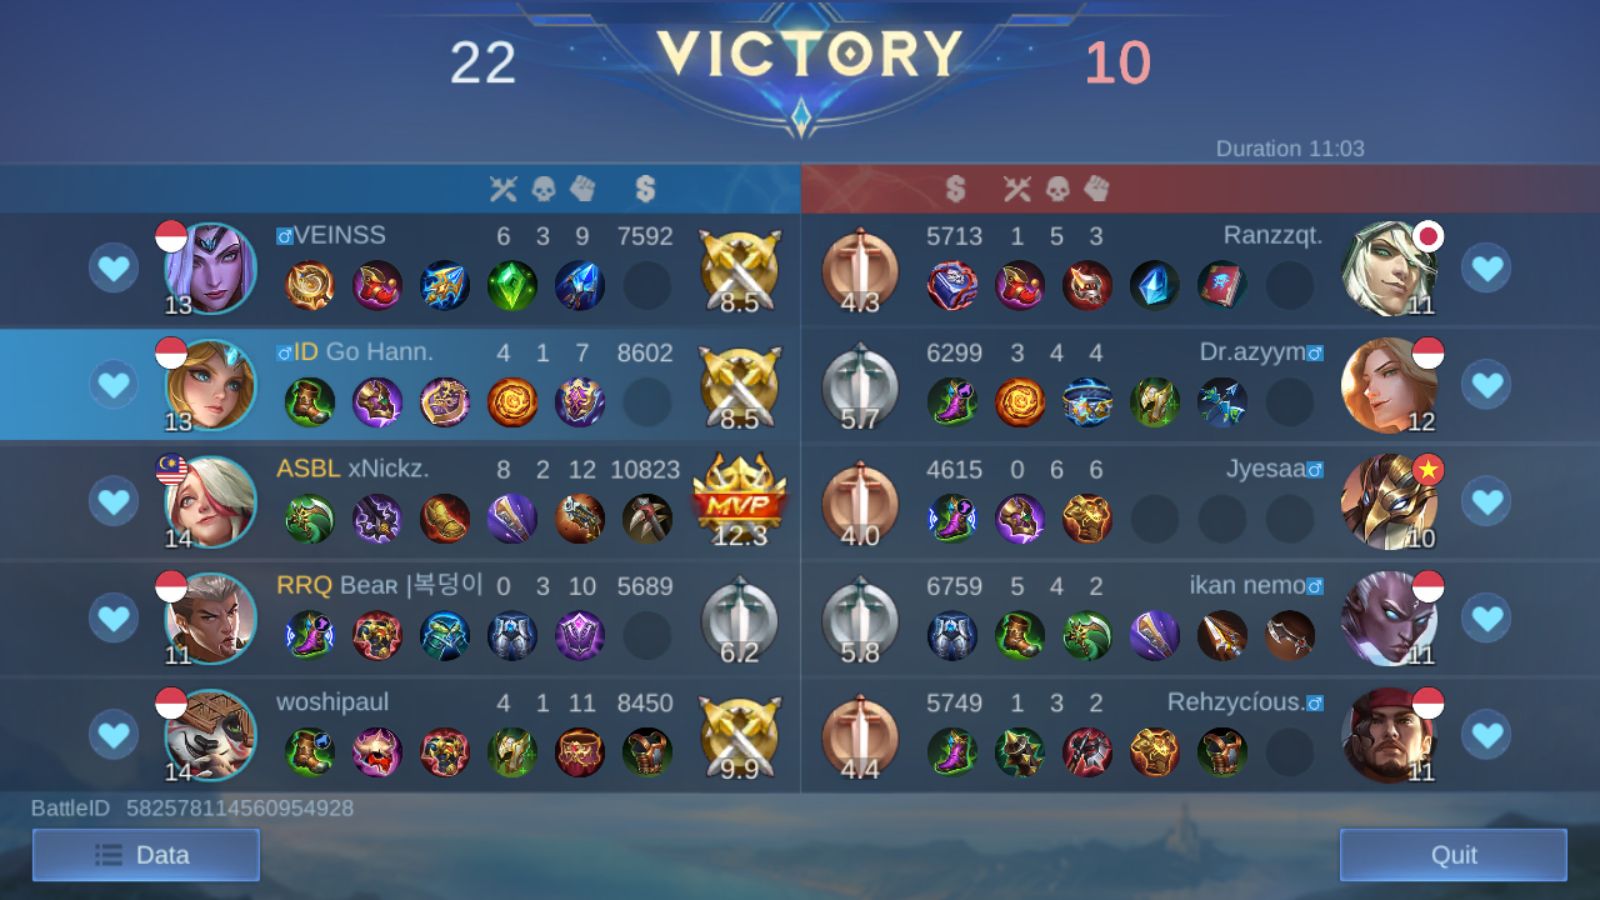 22 VICTORY 10
Duration 11:03
♂VEINSS 6 3 9 7592
13 8.5
4.3 5713 1 5 3 Ranzzqt.
11
♂ID Go Hann. 4 1 7 8602
13 8.5
5.7 6299 3 4 4 Dr.azyym♂
12
ASBL xNickz. 8 2 12 10823
14 MVP 12.3
4.0 4615 0 6 6 Jyesaa♂
10
RRQ Beaʀ |복덩이 0 3 10 5689
11 6.2
5.8 6759 5 4 2 ikan nemo♂
11
woshipaul 4 1 11 8450
14 9.9
4.4 5749 1 3 2 Rehzycíous.♂
11
BattleID 582578114560954928
Data
Quit